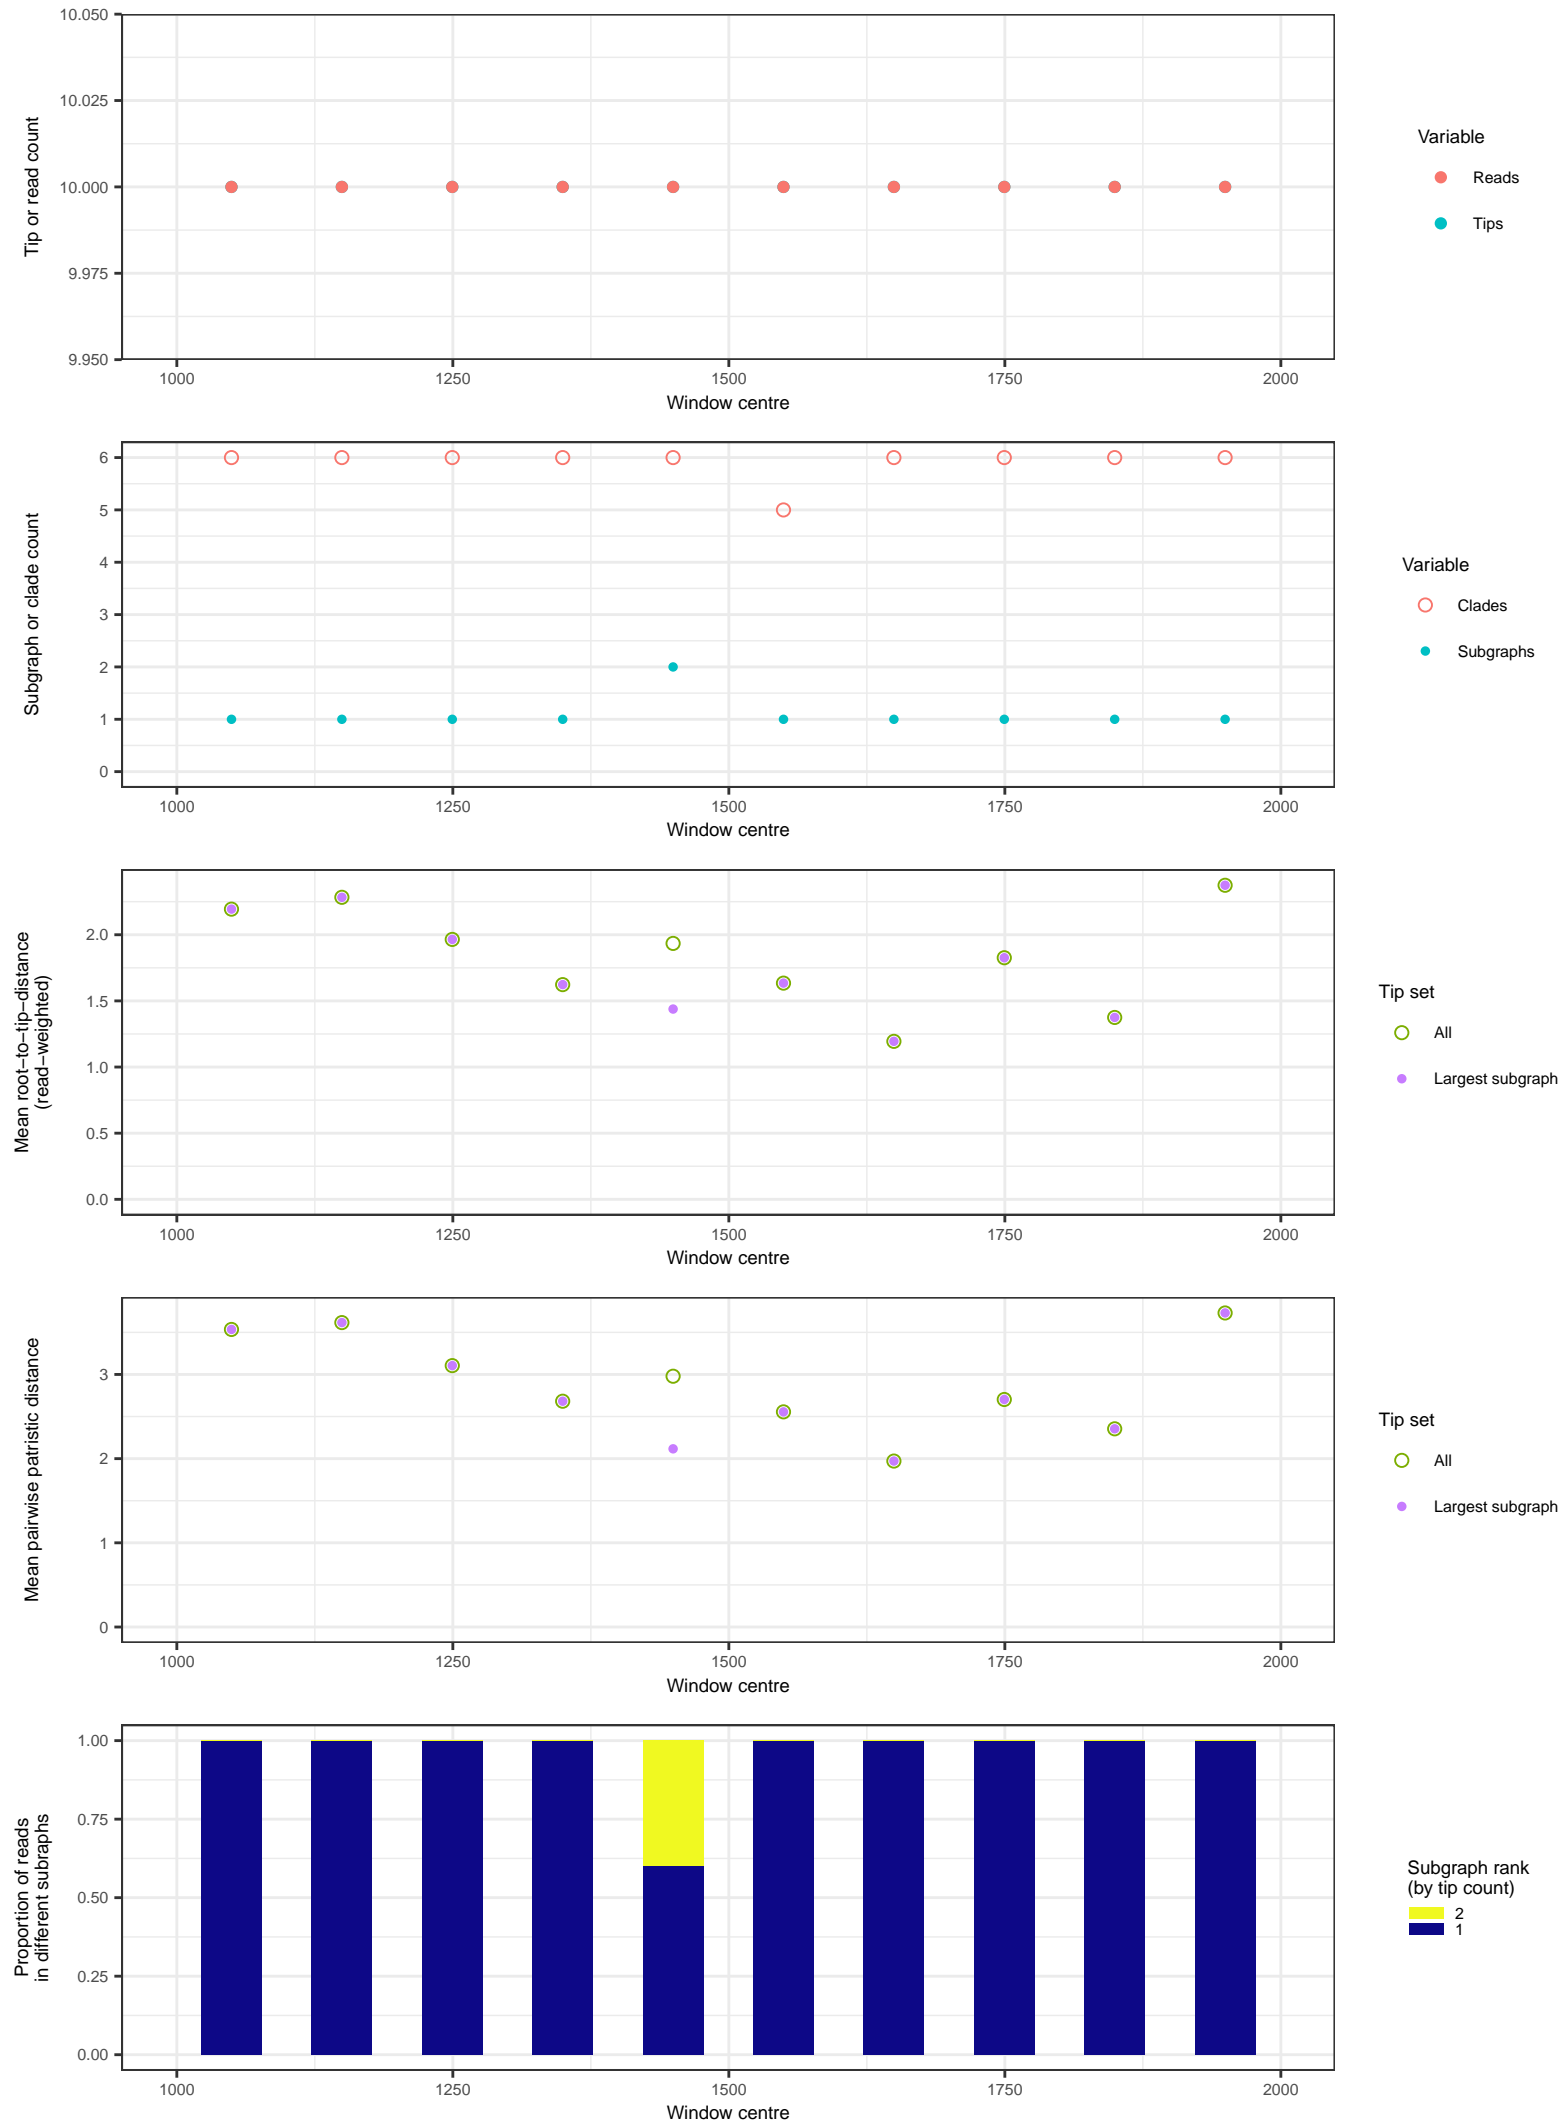 Tip or read count
10.050
10.025
10.000
9.975
9.950
1000 1250 1500 1750 2000
Window centre
Variable
Reads
Tips
Subgraph or clade count
6
5
4
3
2
1
0
1000 1250 1500 1750 2000
Window centre
Variable
Clades
Subgraphs
Mean root−to−tip−distance
(read−weighted)
2.0
1.5
1.0
0.5
0.0
1000 1250 1500 1750 2000
Window centre
Tip set
All
Largest subgraph
Mean pairwise patristic distance
3
2
1
0
1000 1250 1500 1750 2000
Window centre
Tip set
All
Largest subgraph
Proportion of reads
in different subraphs
1.00
0.75
0.50
0.25
0.00
1000 1250 1500 1750 2000
Window centre
Subgraph rank
(by tip count)
2
1